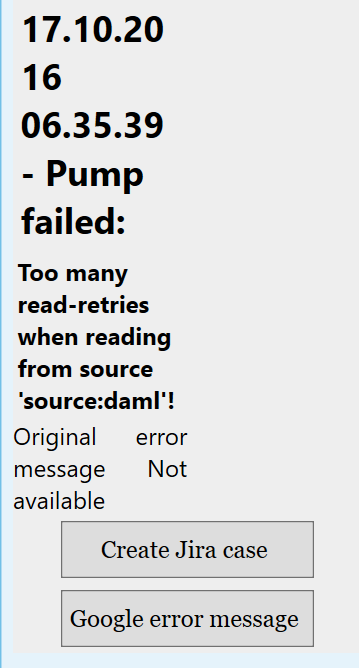 17.10.20
16
06.35.39
- Pump
failed:
Too many
read-retries
when reading
from source
'source:daml'!
Original error
message Not
available
Create Jira case
Google error message